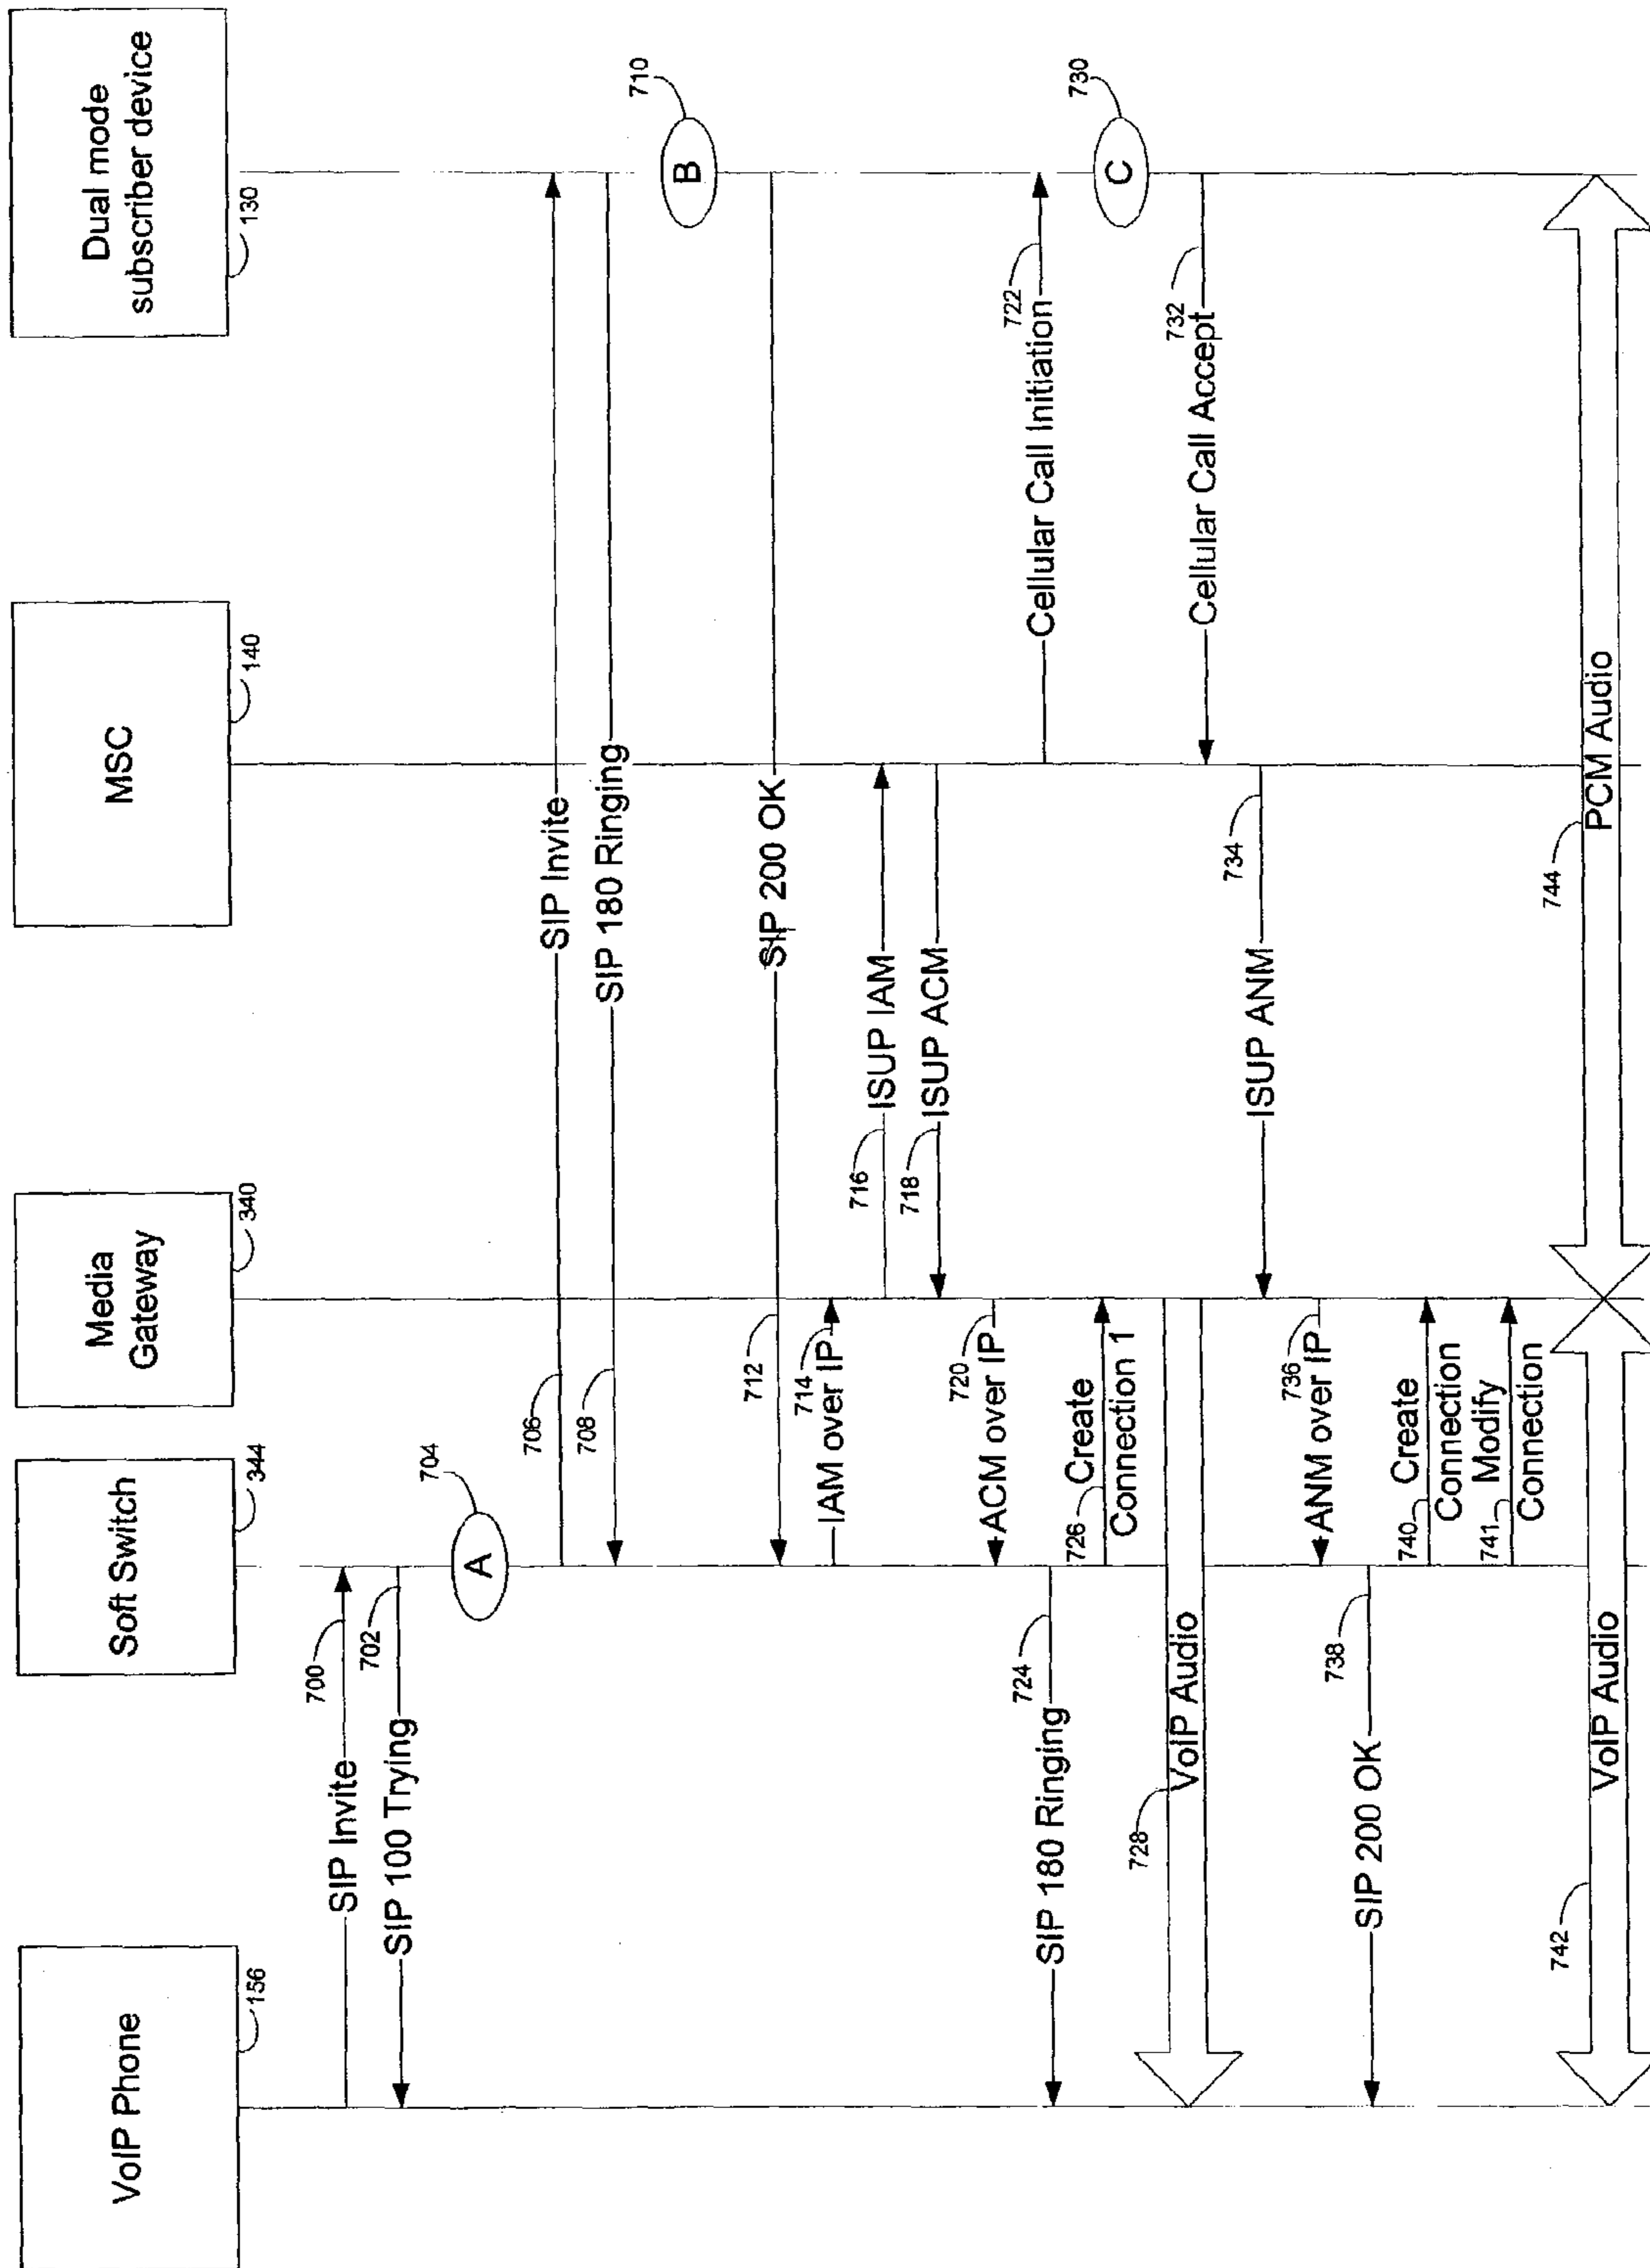 VoIP Phone
156
Soft Switch
344
Media
Gateway
340
MSC
140
Dual mode
subscriber device
130
700
SIP Invite
702
SIP 100 Trying
A
704
706
SIP Invite
708
SIP 180 Ringing
B
710
712
SIP 200 OK
714
IAM over IP
716
ISUP IAM
718
ISUP ACM
720
ACM over IP
722
Cellular Call Initiation
724
SIP 180 Ringing
726
Create
Connection 1
728
VoIP Audio
C
730
732
Cellular Call Accept
734
ISUP ANM
736
ANM over IP
738
SIP 200 OK
740
Create
Connection
741
Modify
Connection
742
VoIP Audio
744
PCM Audio